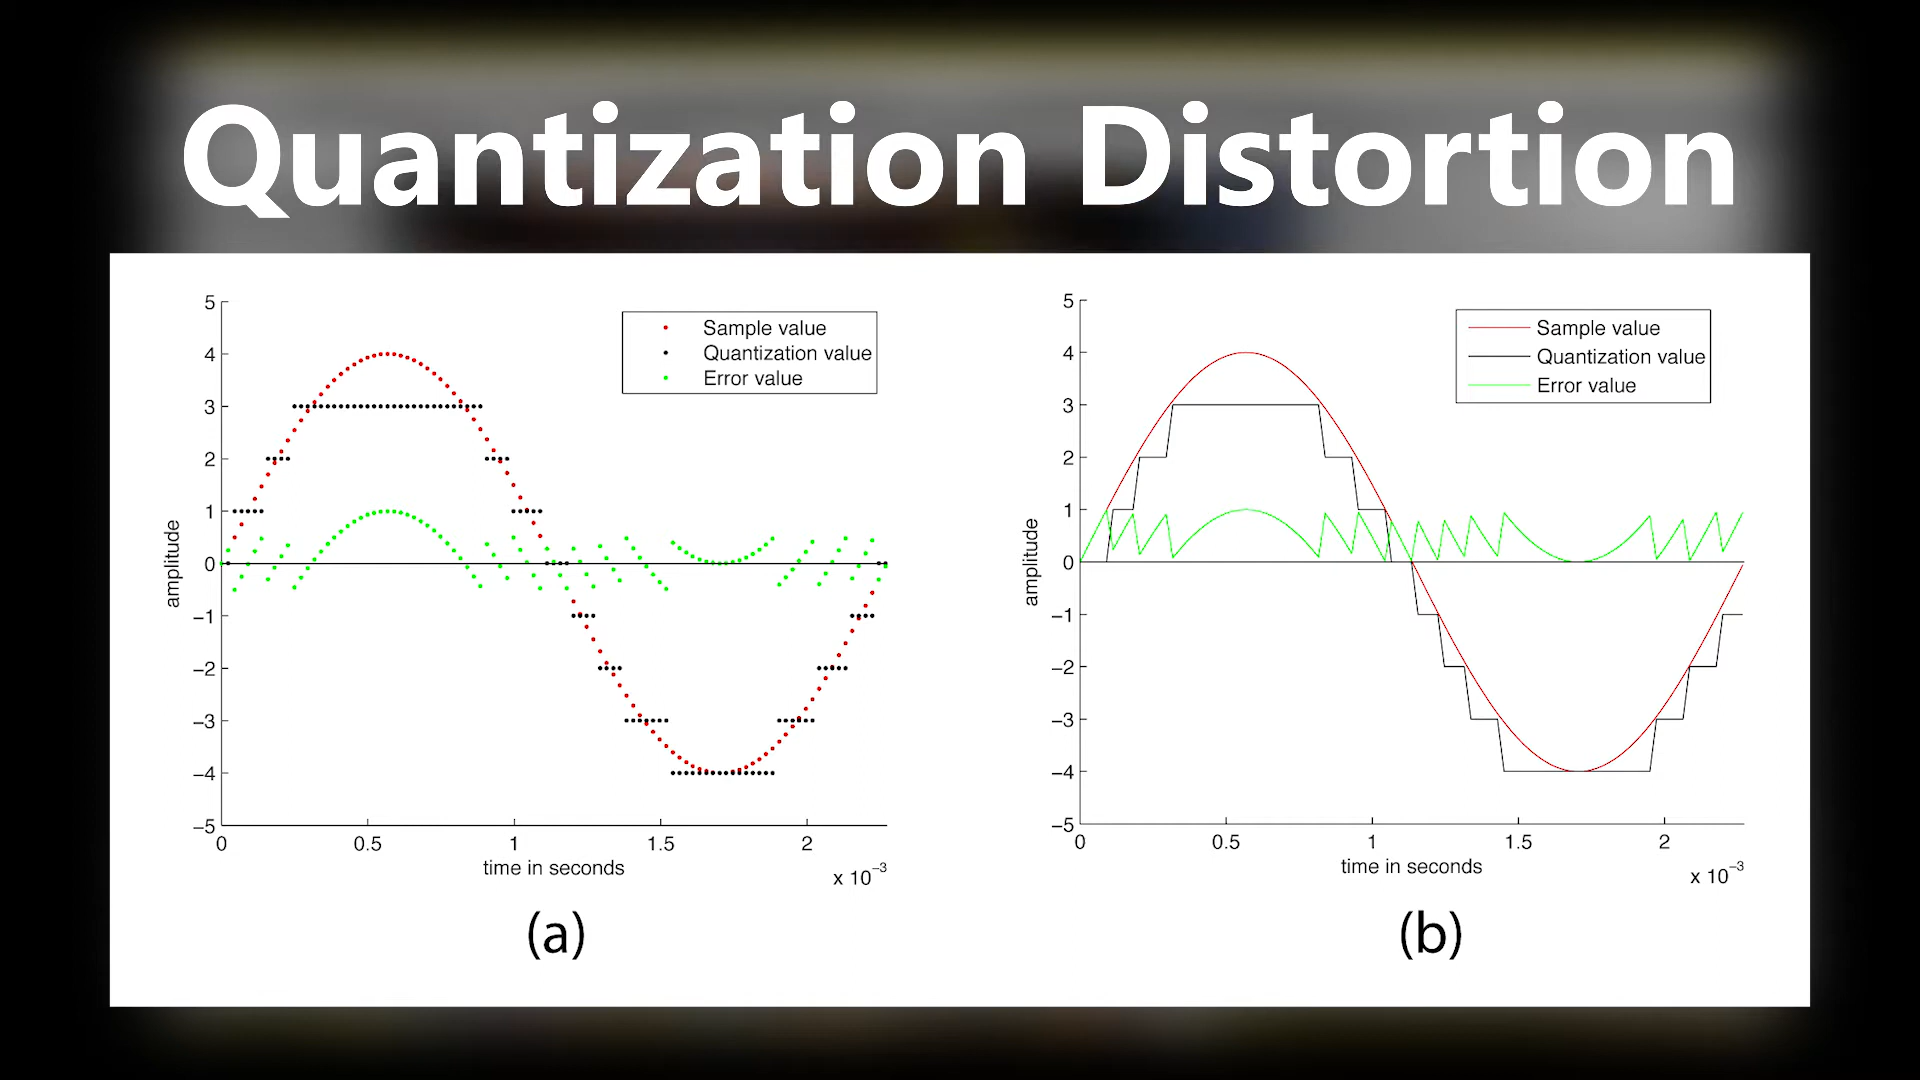 Quantization Distortion
5
4
3
2
1
0
−1
−2
−3
−4
−5
amplitude
0 0.5 1 1.5 2
time in seconds
x 10⁻³
Sample value
Quantization value
Error value
(a)
5
4
3
2
1
0
−1
−2
−3
−4
−5
amplitude
0 0.5 1 1.5 2
time in seconds
x 10⁻³
Sample value
Quantization value
Error value
(b)